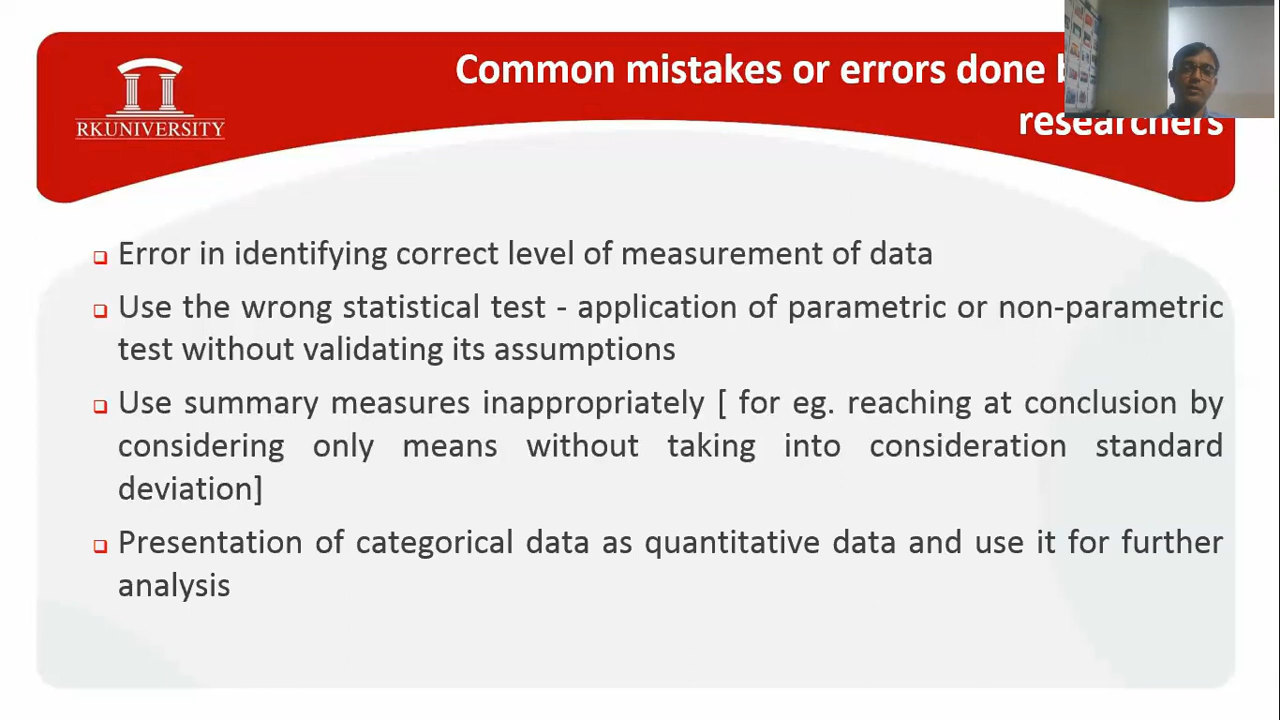 Common mistakes or errors done
researchers
RKUNIVERSITY
Error in identifying correct level of measurement of data
Use the wrong statistical test - application of parametric or non-parametric
test without validating its assumptions
Use summary measures inappropriately [ for eg. reaching at conclusion by
considering only means without taking into consideration standard
deviation]
Presentation of categorical data as quantitative data and use it for further
analysis